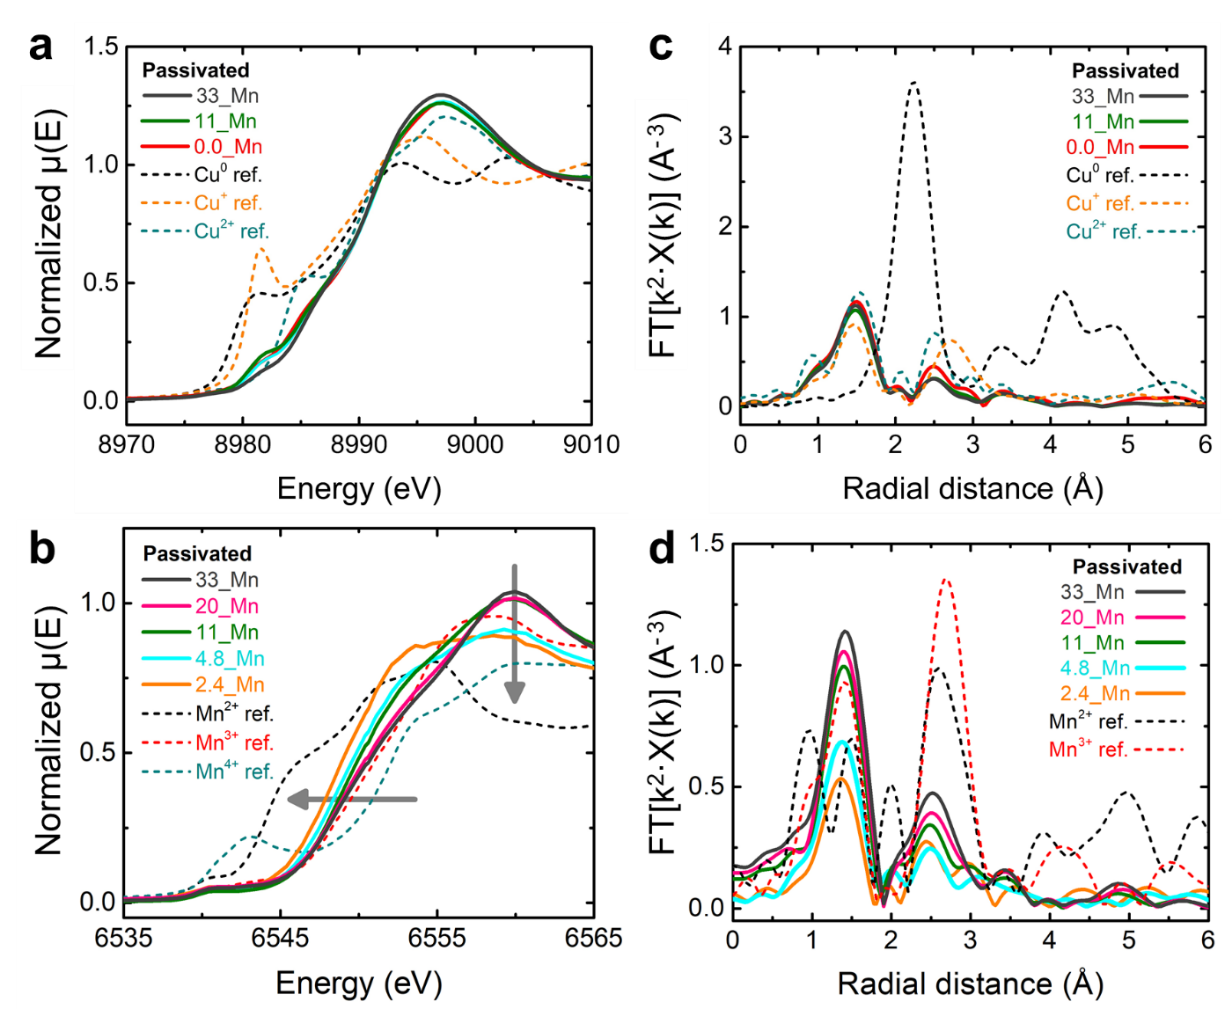 a
1.5
1.0
0.5
0.0
Normalized μ(E)
Passivated
33_Mn
11_Mn
0.0_Mn
Cu⁰ ref.
Cu⁺ ref.
Cu²⁺ ref.
8970 8980 8990 9000 9010
Energy (eV)
c
4
3
2
1
0
FT[k²·X(k)] (A⁻³)
Passivated
33_Mn
11_Mn
0.0_Mn
Cu⁰ ref.
Cu⁺ ref.
Cu²⁺ ref.
0 1 2 3 4 5 6
Radial distance (Å)
b
1.0
0.5
0.0
Normalized μ(E)
Passivated
33_Mn
20_Mn
11_Mn
4.8_Mn
2.4_Mn
Mn²⁺ ref.
Mn³⁺ ref.
Mn⁴⁺ ref.
6535 6545 6555 6565
Energy (eV)
d
1.5
1.0
0.5
0.0
FT[k²·X(k)] (A⁻³)
Passivated
33_Mn
20_Mn
11_Mn
4.8_Mn
2.4_Mn
Mn²⁺ ref.
Mn³⁺ ref.
0 1 2 3 4 5 6
Radial distance (Å)